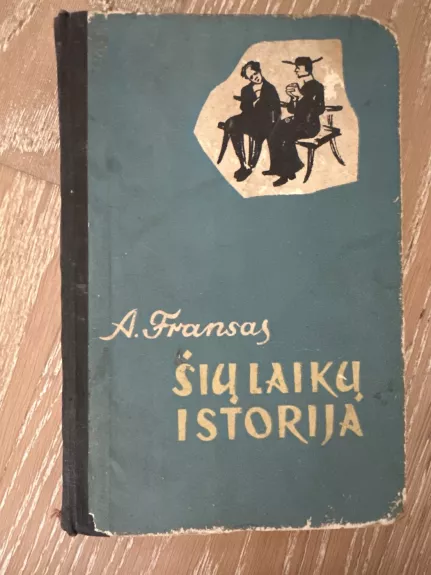 A. Fransas
ŠIŲ LAIKŲ
ISTORIJA